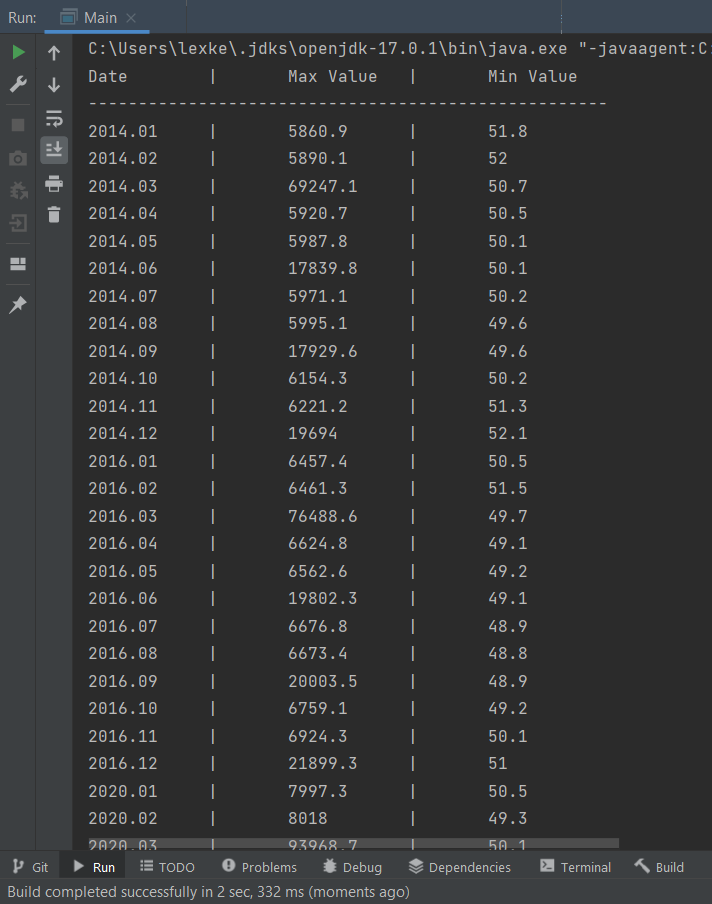 Run: Main
C:\Users\lexke\.jdks\openjdk-17.0.1\bin\java.exe "-javaagent:C:
Date | Max Value | Min Value
----------------------------------------------------
2014.01 | 5860.9 | 51.8
2014.02 | 5890.1 | 52
2014.03 | 69247.1 | 50.7
2014.04 | 5920.7 | 50.5
2014.05 | 5987.8 | 50.1
2014.06 | 17839.8 | 50.1
2014.07 | 5971.1 | 50.2
2014.08 | 5995.1 | 49.6
2014.09 | 17929.6 | 49.6
2014.10 | 6154.3 | 50.2
2014.11 | 6221.2 | 51.3
2014.12 | 19694 | 52.1
2016.01 | 6457.4 | 50.5
2016.02 | 6461.3 | 51.5
2016.03 | 76488.6 | 49.7
2016.04 | 6624.8 | 49.1
2016.05 | 6562.6 | 49.2
2016.06 | 19802.3 | 49.1
2016.07 | 6676.8 | 48.9
2016.08 | 6673.4 | 48.8
2016.09 | 20003.5 | 48.9
2016.10 | 6759.1 | 49.2
2016.11 | 6924.3 | 50.1
2016.12 | 21899.3 | 51
2020.01 | 7997.3 | 50.5
2020.02 | 8018 | 49.3
2020.03 | 93968.7 | 50.1
Git Run TODO Problems Debug Dependencies Terminal Build
Build completed successfully in 2 sec, 332 ms (moments ago)